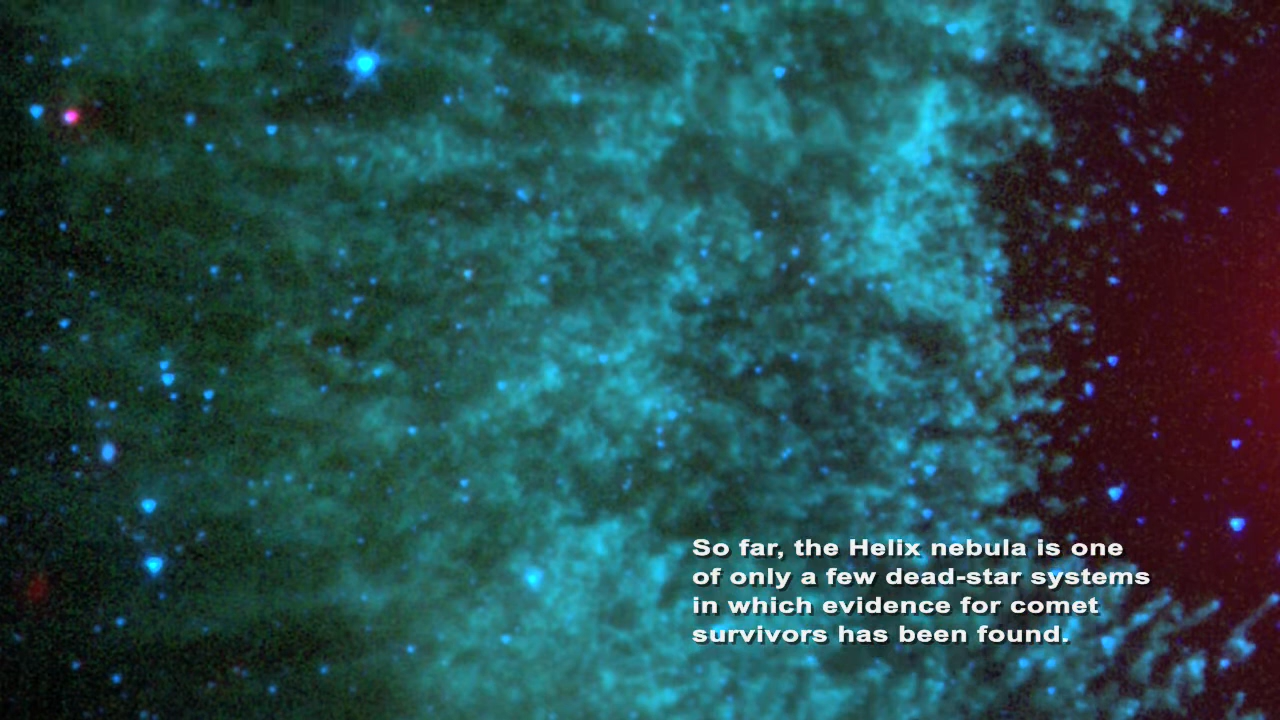 So far, the Helix nebula is one
of only a few dead-star systems
in which evidence for comet
survivors has been found.